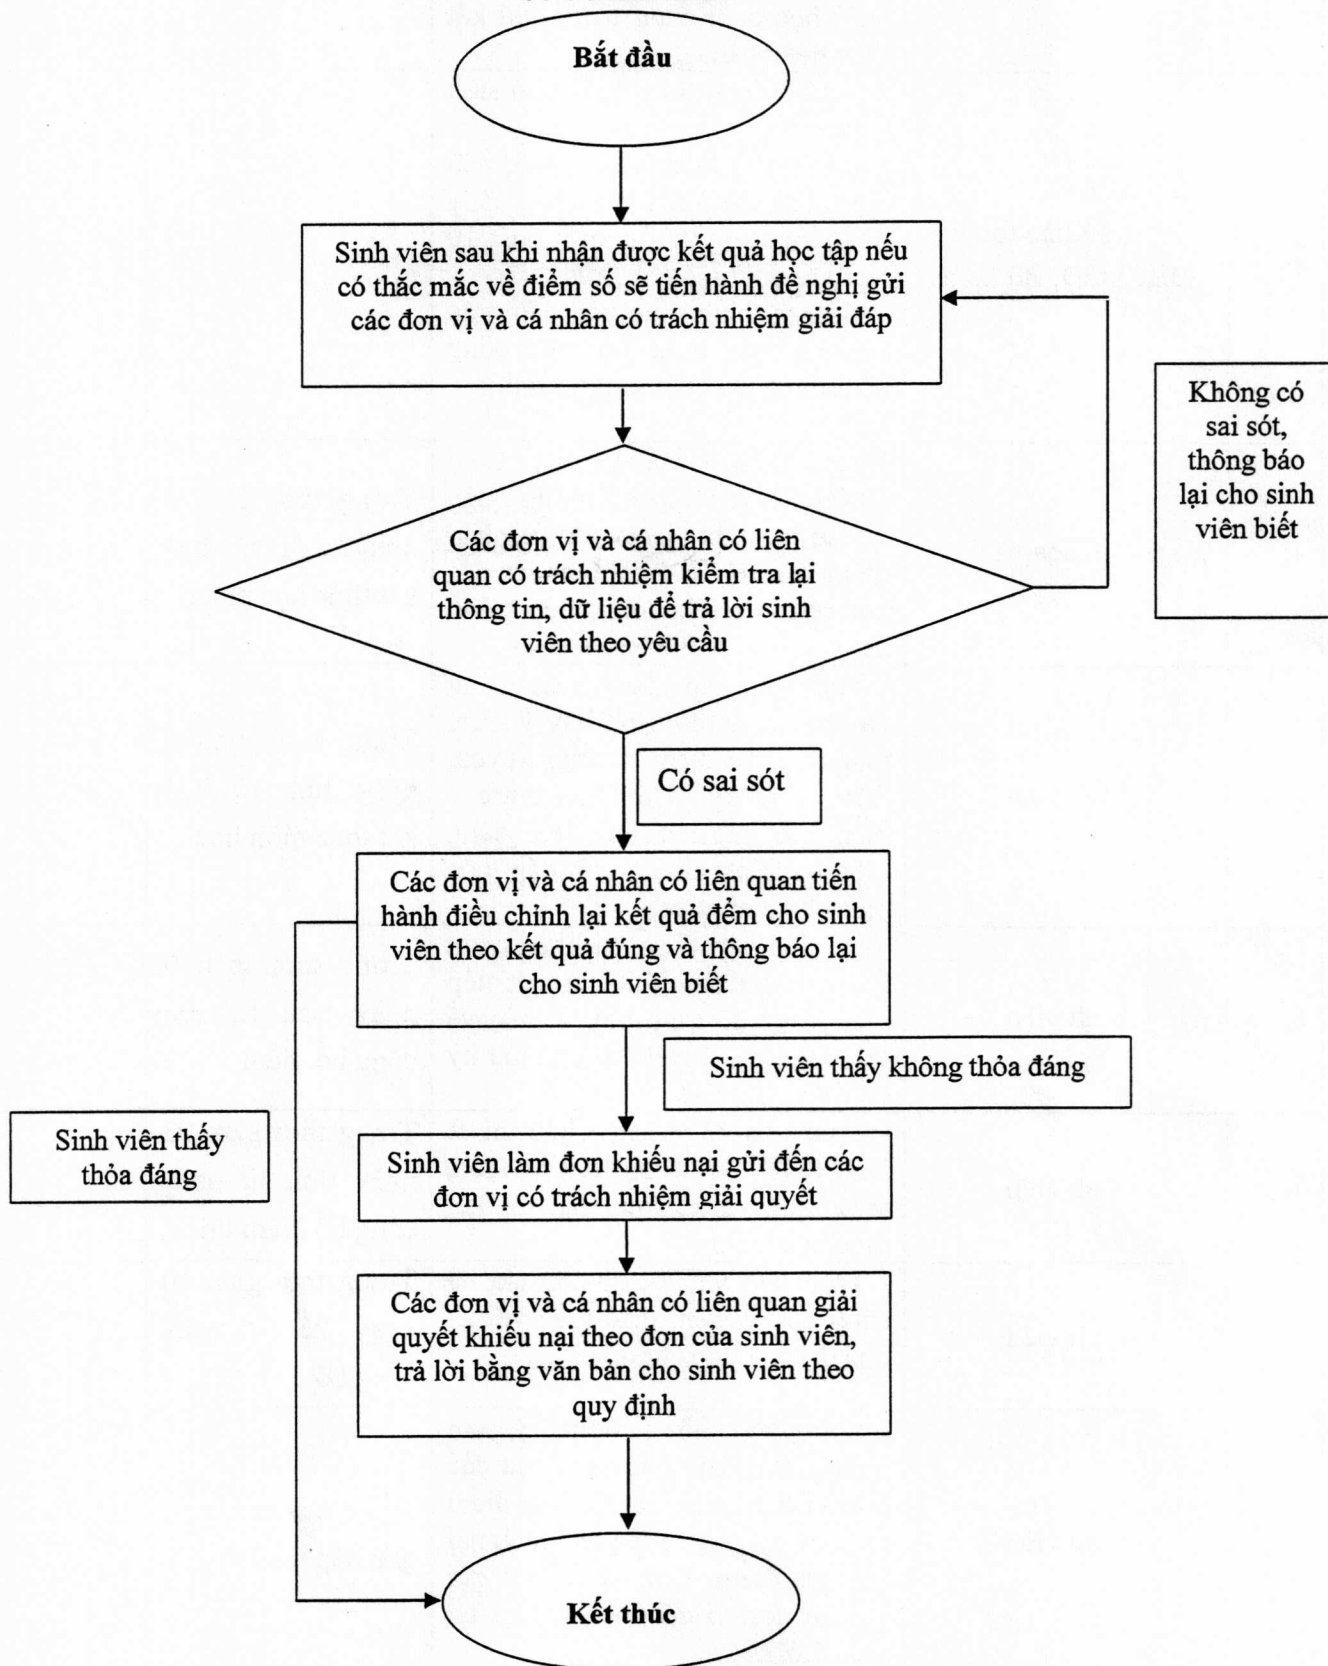 Bắt đầu
Sinh viên sau khi nhận được kết quả học tập nếu
có thắc mắc về điểm số sẽ tiến hành đề nghị gửi
các đơn vị và cá nhân có trách nhiệm giải đáp
Không có
sai sót,
thông báo
lại cho sinh
viên biết
Các đơn vị và cá nhân có liên
quan có trách nhiệm kiểm tra lại
thông tin, dữ liệu để trả lời sinh
viên theo yêu cầu
Có sai sót
Các đơn vị và cá nhân có liên quan tiến
hành điều chỉnh lại kết quả đểm cho sinh
viên theo kết quả đúng và thông báo lại
cho sinh viên biết
Sinh viên thấy không thỏa đáng
Sinh viên thấy
thỏa đáng
Sinh viên làm đơn khiếu nại gửi đến các
đơn vị có trách nhiệm giải quyết
Các đơn vị và cá nhân có liên quan giải
quyết khiếu nại theo đơn của sinh viên,
trả lời bằng văn bản cho sinh viên theo
quy định
Kết thúc